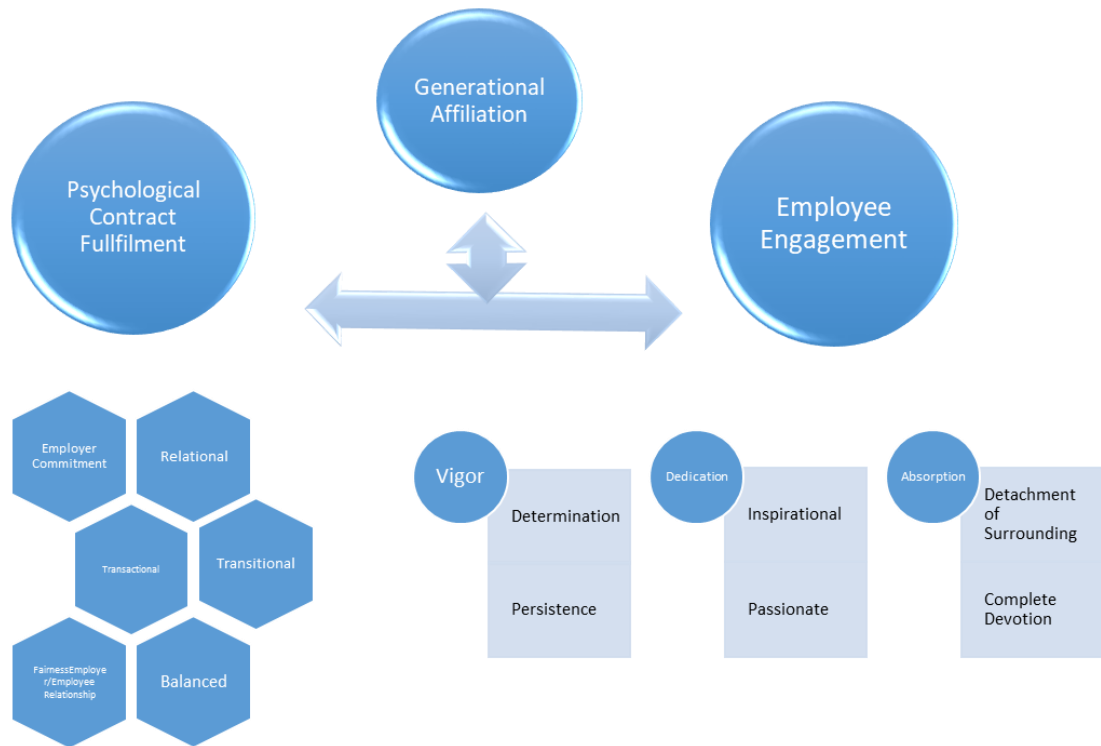 Generational
Affiliation
Psychological
Contract
Fullfilment
Employee
Engagement
Employer
Commitment
Relational
Transactional
Transitional
FairnessEmploye
r/Employee
Relationship
Balanced
Vigor
Determination
Persistence
Dedication
Inspirational
Passionate
Absorption
Detachment
of
Surrounding
Complete
Devotion